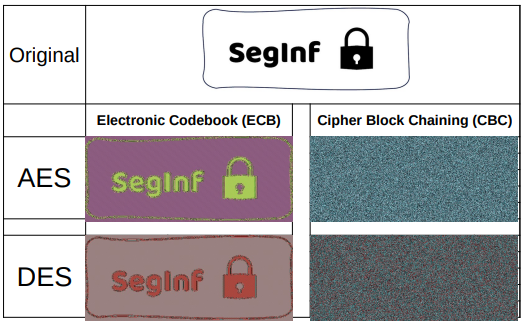 Original
SegInf
Electronic Codebook (ECB)
Cipher Block Chaining (CBC)
AES
SegInf
DES
SegInf